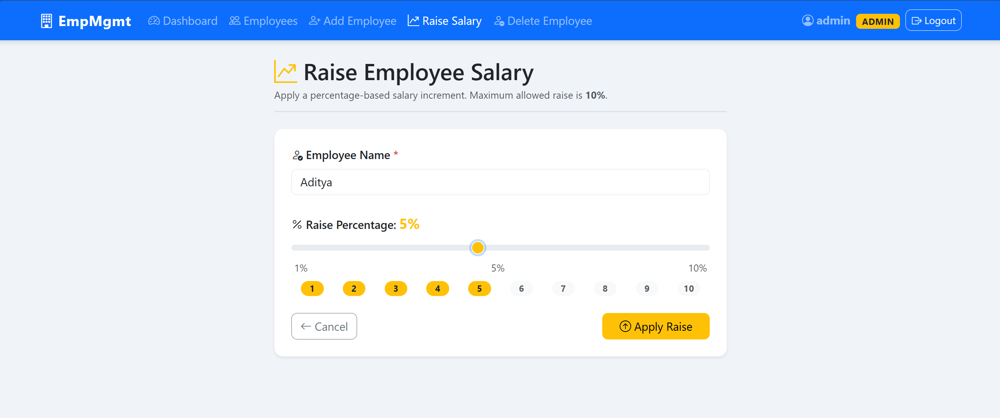 EmpMgmt Dashboard Employees Add Employee Raise Salary Delete Employee admin ADMIN Logout
Raise Employee Salary
Apply a percentage-based salary increment. Maximum allowed raise is 10%.
Employee Name *
Aditya
% Raise Percentage: 5%
1% 5% 10%
1 2 3 4 5 6 7 8 9 10
Cancel Apply Raise